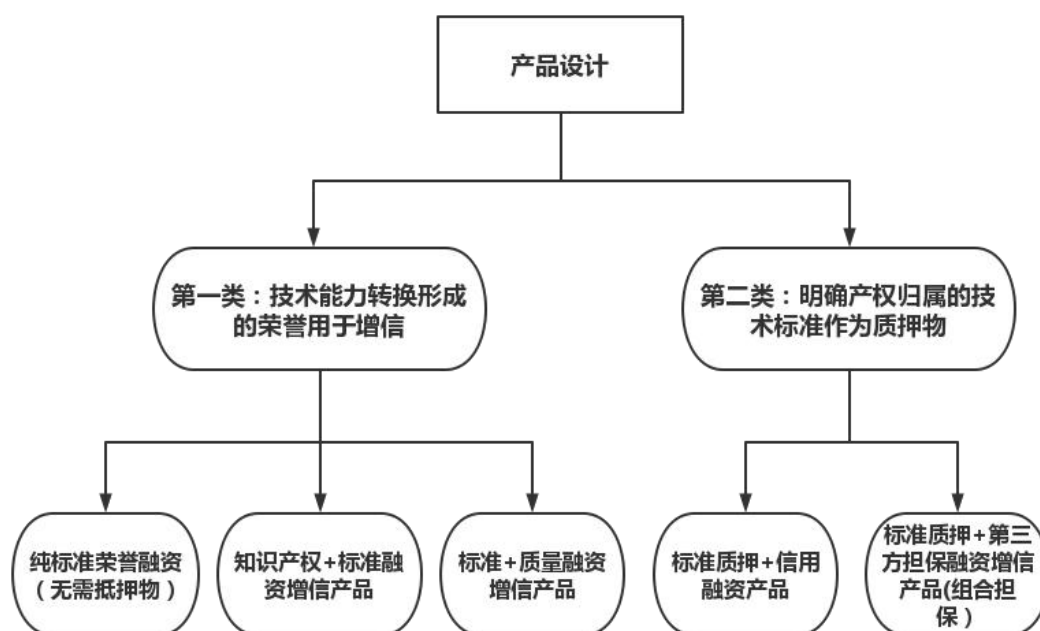 产品设计
第一类：技术能力转换形成
的荣誉用于增信
第二类：明确产权归属的技
术标准作为质押物
纯标准荣誉融资
（无需抵押物）
知识产权+标准融
资增信产品
标准+质量融资
增信产品
标准质押+信用
融资产品
标准质押+第三
方担保融资增信
产品(组合担
保）